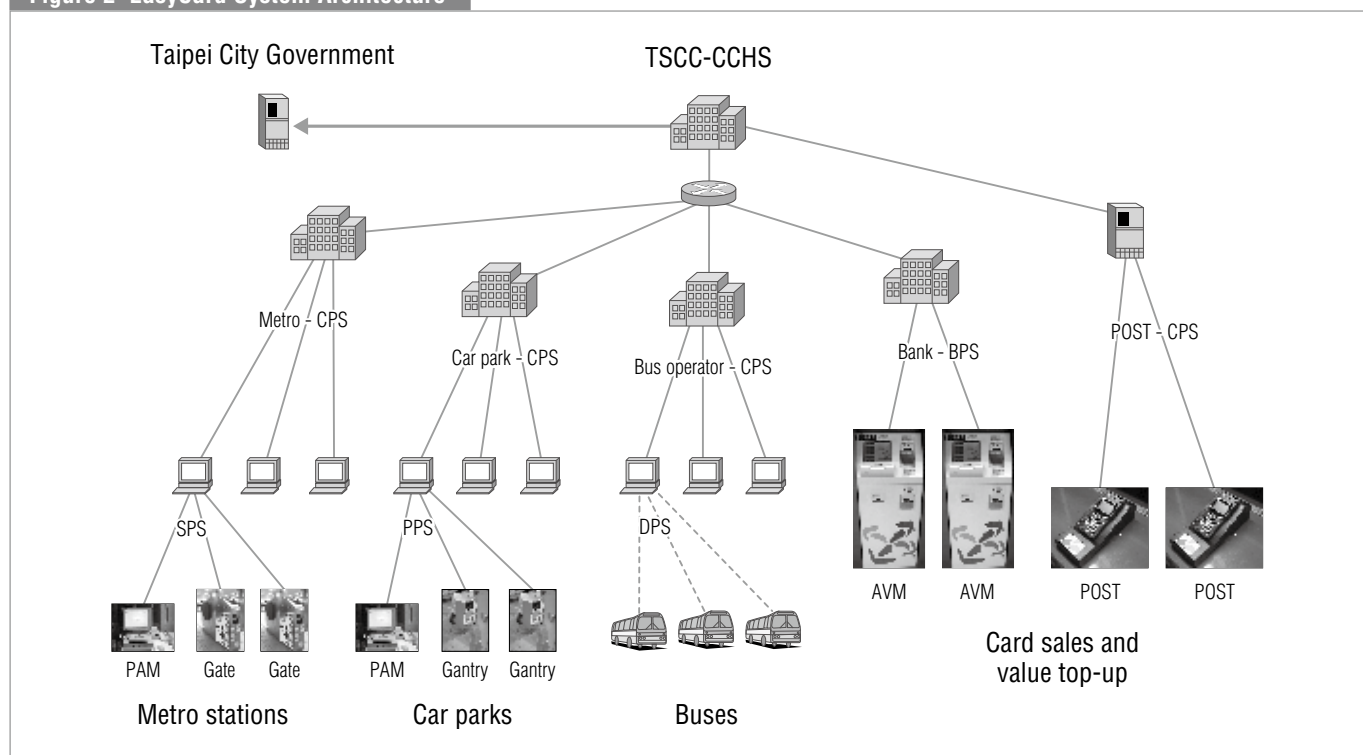 Figure 2 EasyCard System Architecture
Taipei City Government
TSCC-CCHS
Metro - CPS
Car park - CPS
Bus operator - CPS
Bank - BPS
POST - CPS
SPS
PPS
DPS
AVM
AVM
POST
POST
PAM
Gate
Gate
PAM
Gantry
Gantry
Card sales and
value top-up
Metro stations
Car parks
Buses